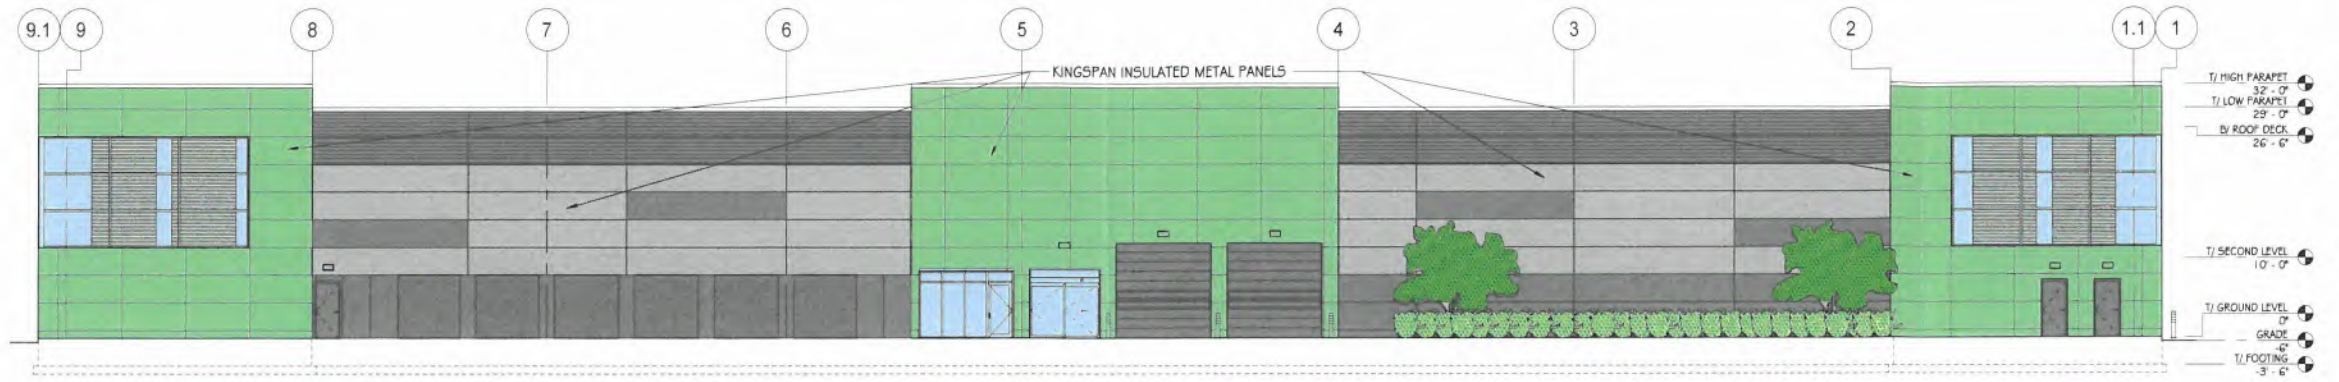 9.1 9 8 7 6 5 4 3 2 1.1 1
KINGSPAN INSULATED METAL PANELS
T/ HIGH PARAPET
32' - 0"
T/ LOW PARAPET
29' - 0"
B/ ROOF DECK
26' - 6"
T/ SECOND LEVEL
10' - 0"
T/ GROUND LEVEL
0"
GRADE
-6"
T/ FOOTING
-3' - 6"